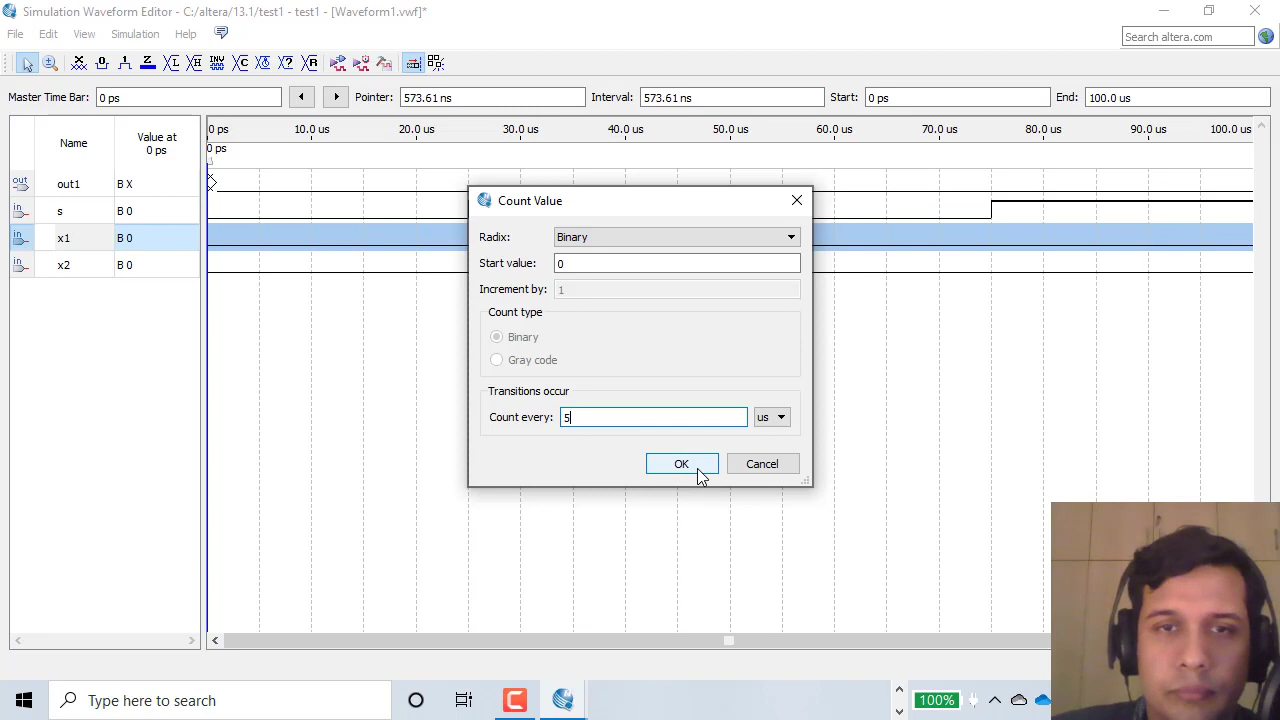 Simulation Waveform Editor - C:/altera/13.1/test1 - test1 - [Waveform1.vwf]*
File Edit View Simulation Help
Search altera.com
Master Time Bar: 0 ps Pointer: 573.61 ns Interval: 573.61 ns Start: 0 ps End: 100.0 us
Name Value at 0 ps
0 ps 10.0 us 20.0 us 30.0 us 40.0 us 50.0 us 60.0 us 70.0 us 80.0 us 90.0 us 100.0 us
0 ps
out out1 B X
in s B 0
in x1 B 0
in x2 B 0
Count Value
Radix: Binary
Start value: 0
Increment by: 1
Count type
Binary
Gray code
Transitions occur
Count every: 5 us
OK Cancel
Type here to search
100%